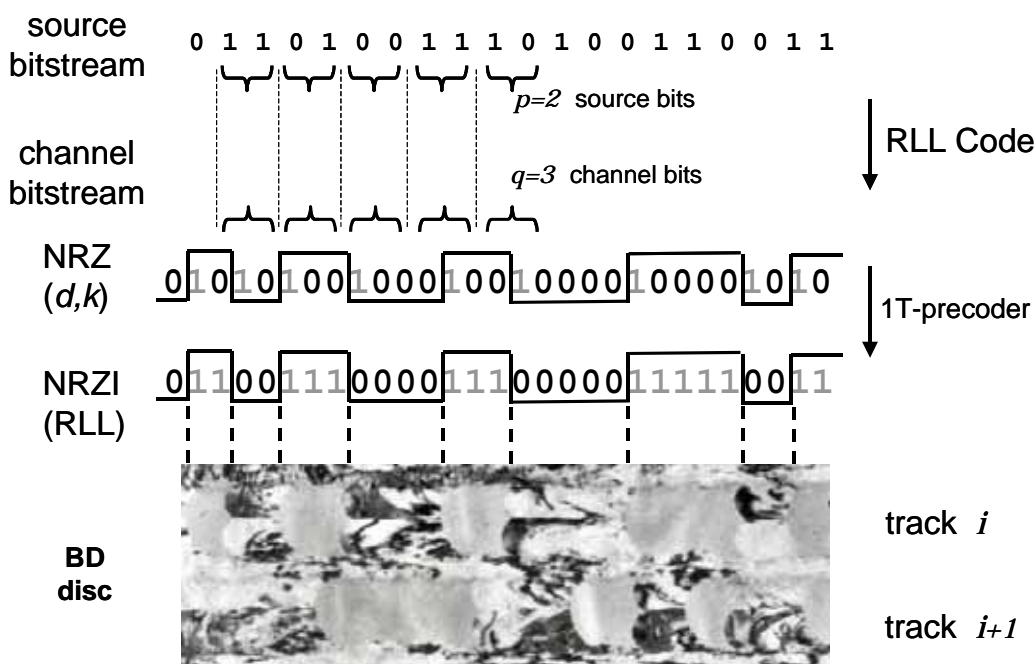 source
bitstream
0 1 1 0 1 0 0 1 1 1 0 1 0 0 1 1 0 0 1 1
p=2 source bits
RLL Code
channel
bitstream
q=3 channel bits
NRZ
(d,k)
01010100100010010000100001010
1T-precoder
NRZI
(RLL)
01100111000011100000111110011
track i
BD
disc
track i+1